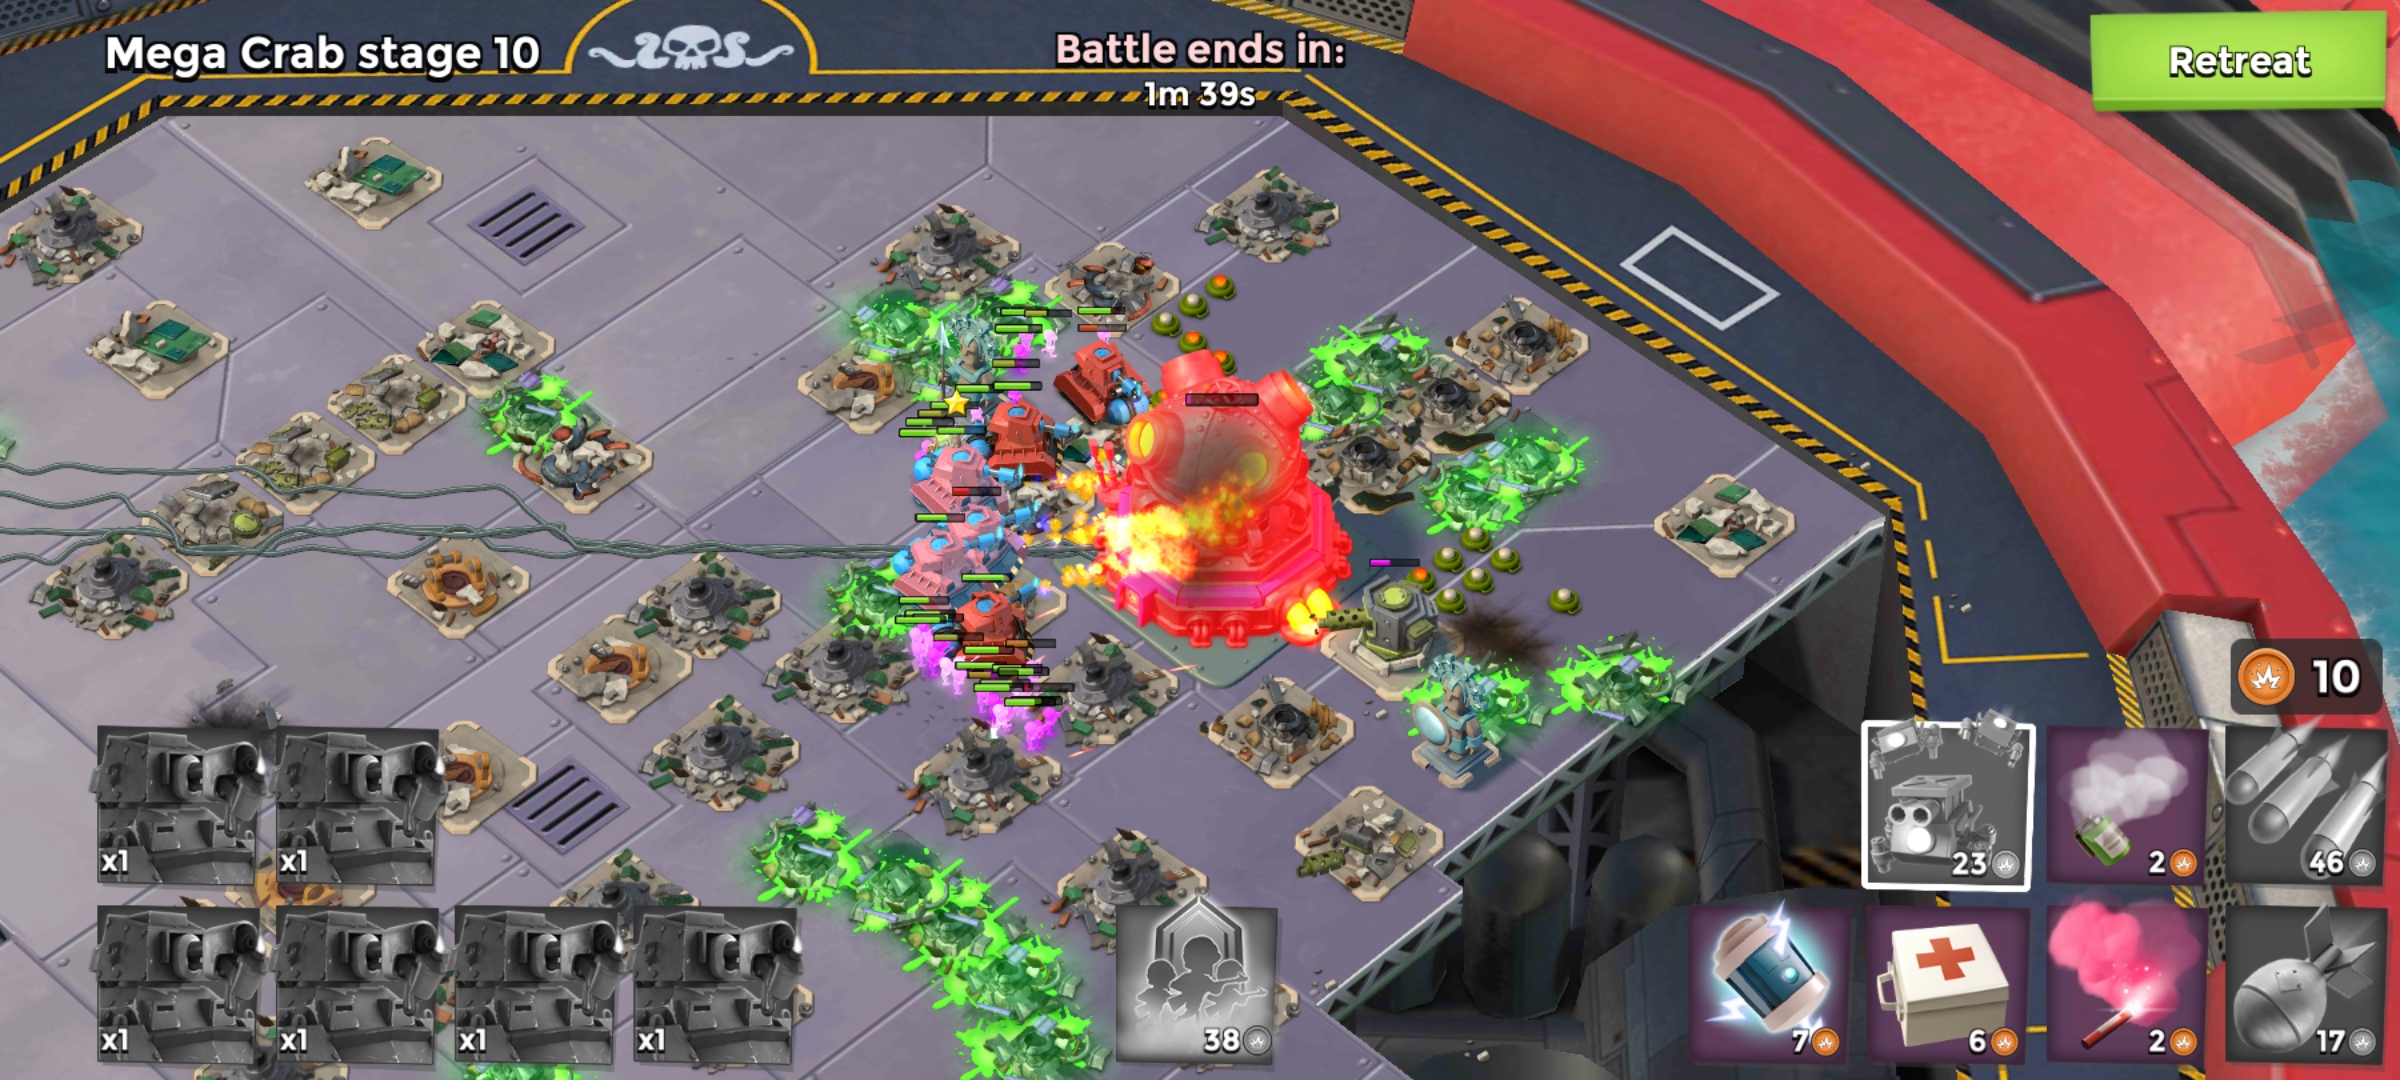 Mega Crab stage 10
Battle ends in:
1m 39s
Retreat
10
23
2
46
x1
x1
x1
x1
x1
x1
38
7
6
2
17